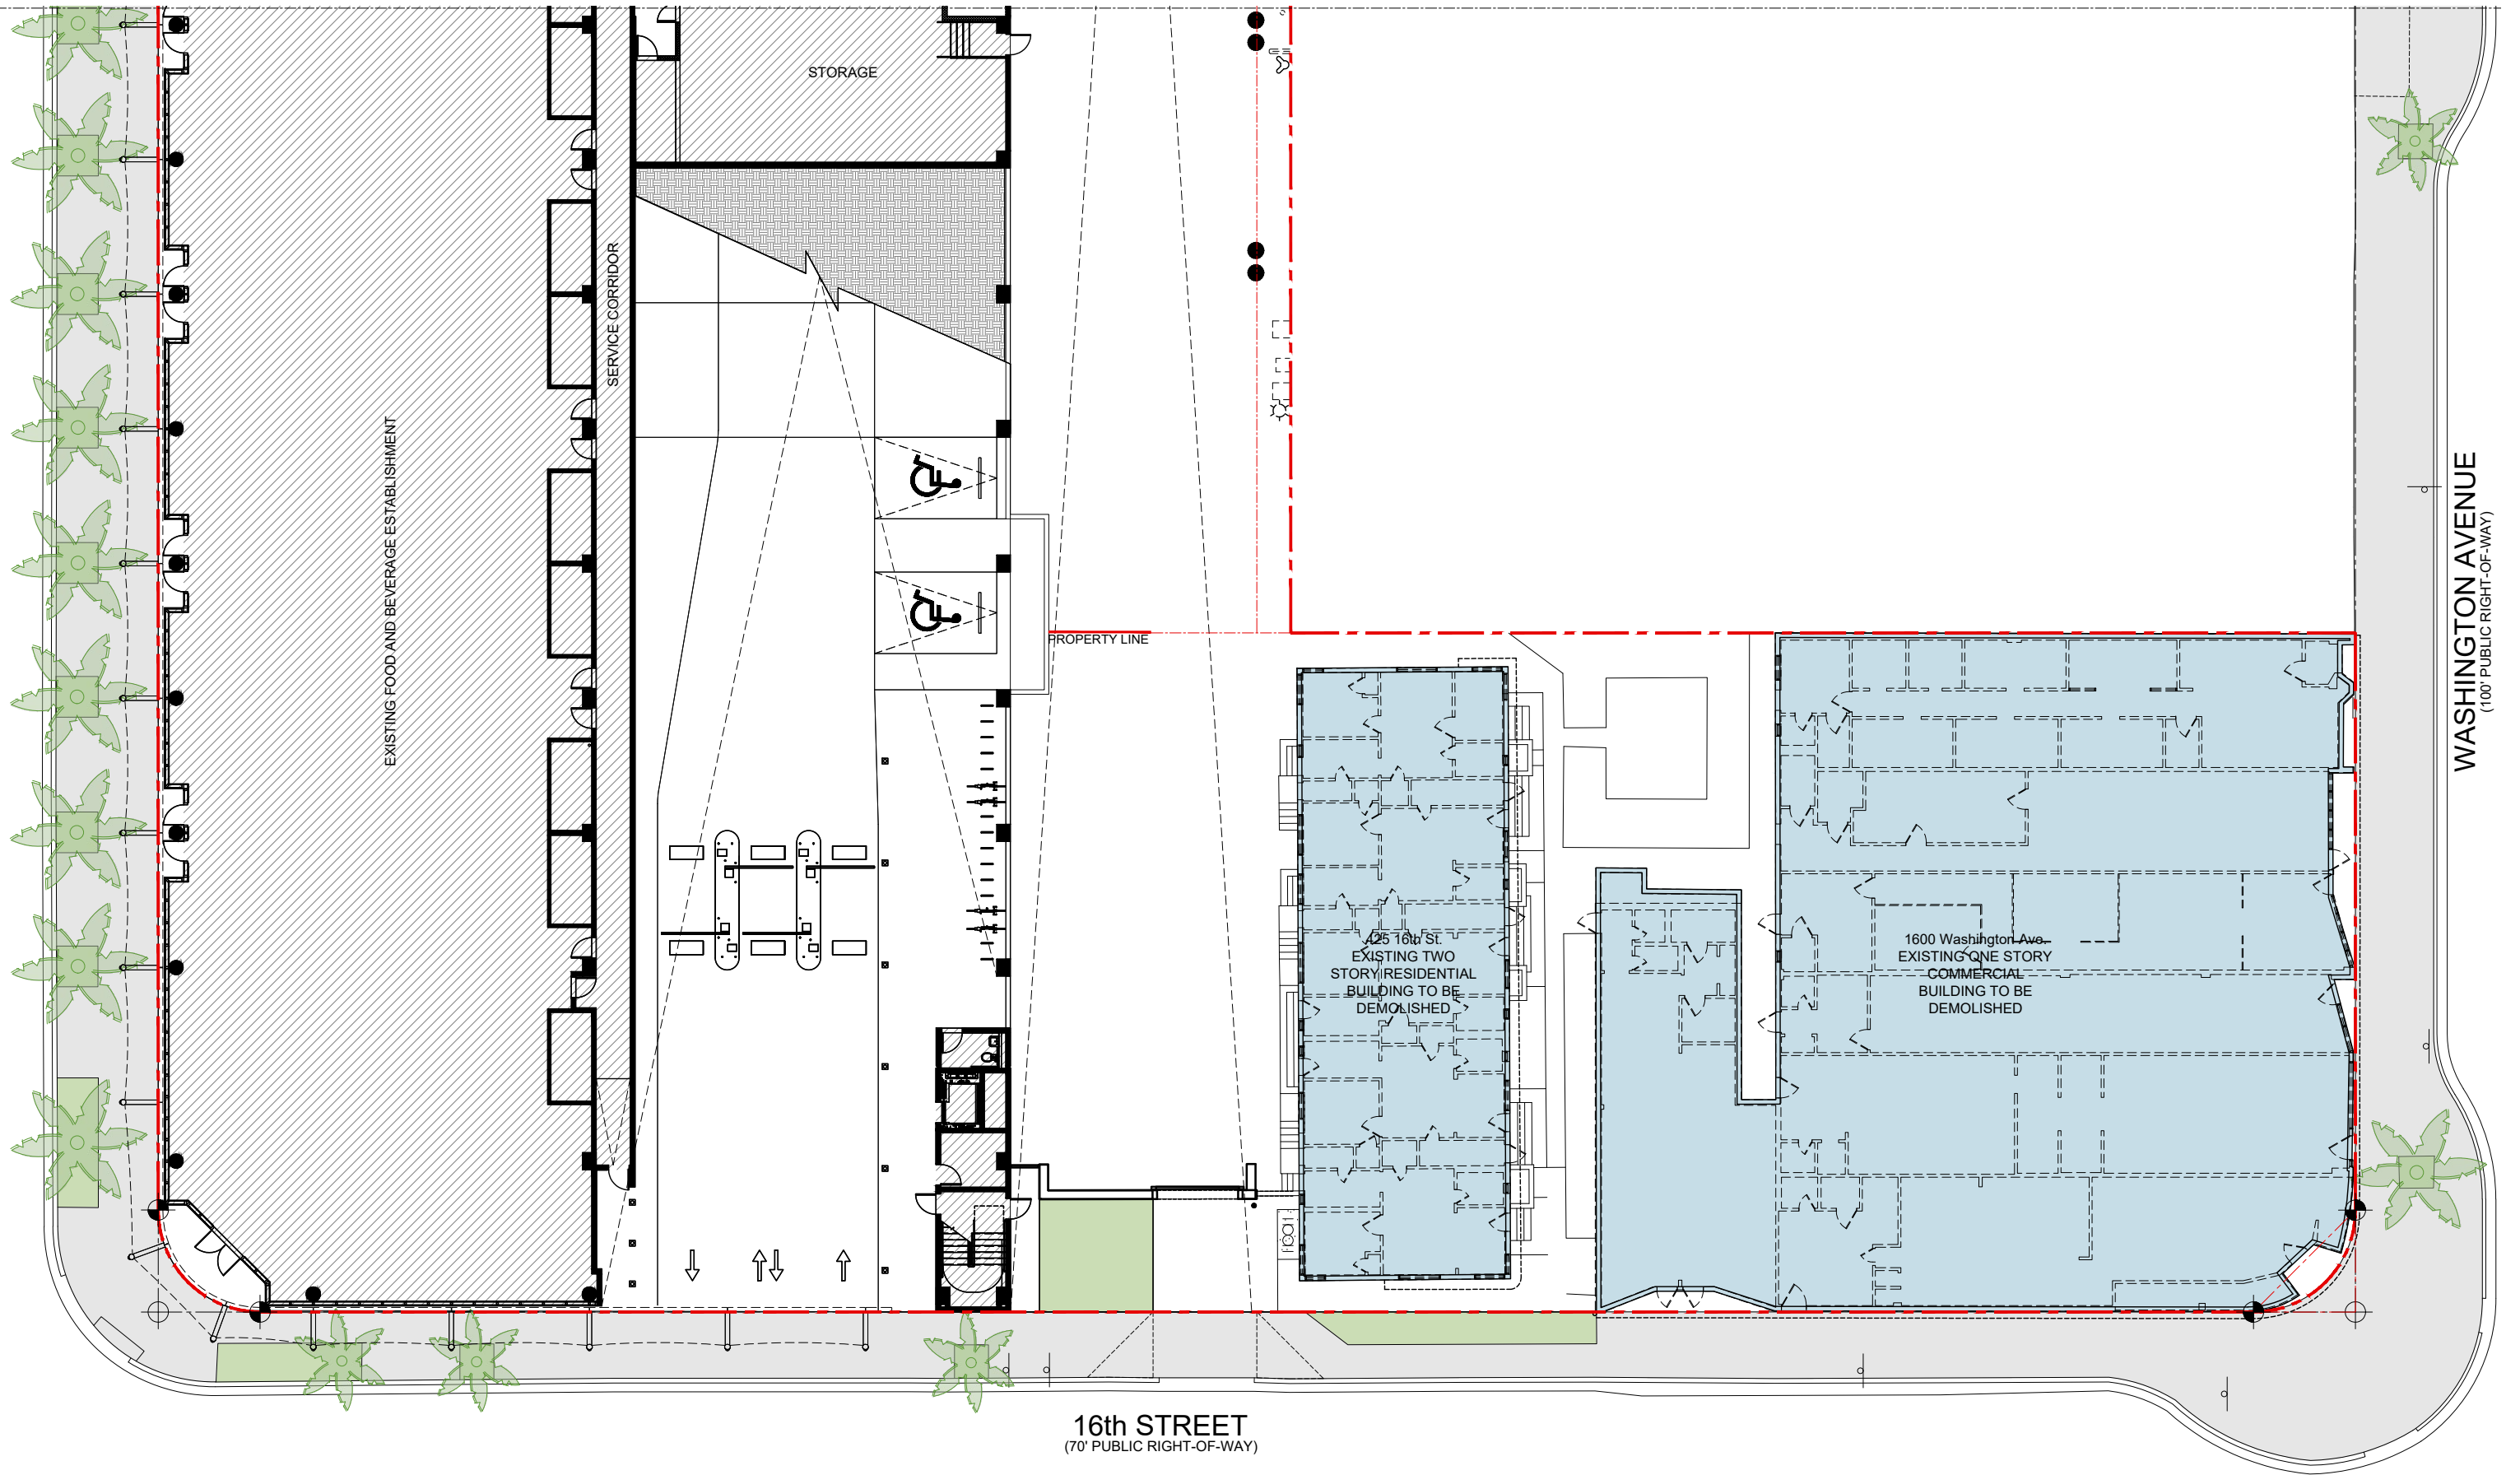 STORAGE
SERVICE CORRIDOR
EXISTING FOOD AND BEVERAGE ESTABLISHMENT
PROPERTY LINE
WASHINGTON AVENUE
(100' PUBLIC RIGHT-OF-WAY)
425 16th St.
EXISTING TWO
STORY RESIDENTIAL
BUILDING TO BE
DEMOLISHED
1600 Washington Ave.
EXISTING ONE STORY
COMMERCIAL
BUILDING TO BE
DEMOLISHED
16th STREET
(70' PUBLIC RIGHT-OF-WAY)